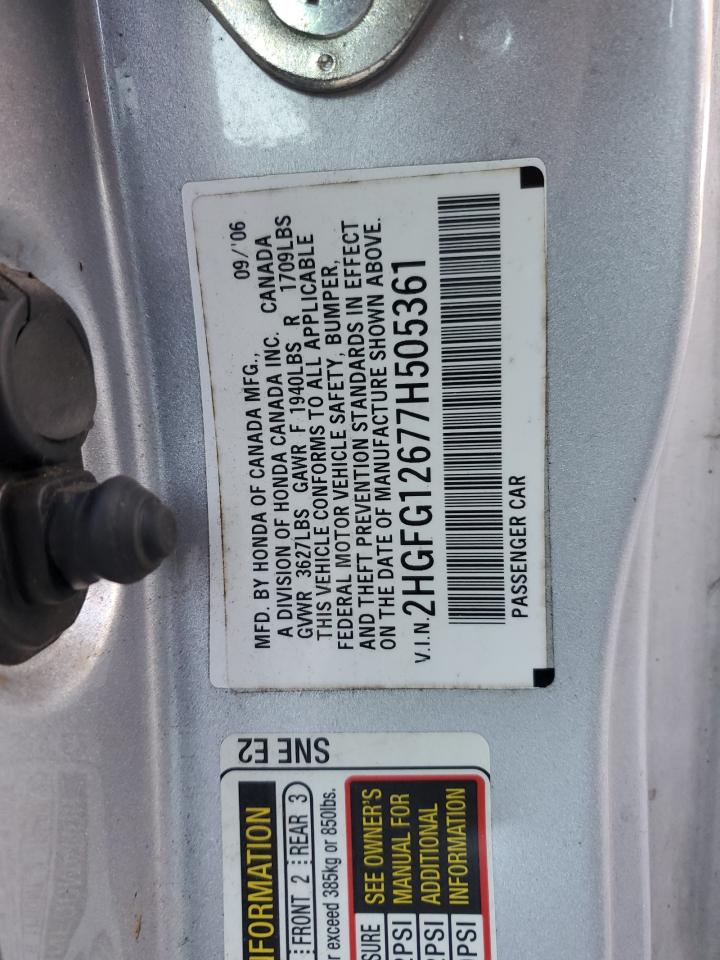 MFD. BY HONDA OF CANADA MFG., 09/'06
A DIVISION OF HONDA CANADA INC. CANADA
GVWR 3627LBS GAWR F 1940LBS R 1709LBS
THIS VEHICLE CONFORMS TO ALL APPLICABLE
FEDERAL MOTOR VEHICLE SAFETY, BUMPER,
AND THEFT PREVENTION STANDARDS IN EFFECT
ON THE DATE OF MANUFACTURE SHOWN ABOVE.
V.I.N. 2HGFG12677H505361
PASSENGER CAR
SNE E2
FRONT 2 REAR 3
exceed 385kg or 850lbs.
SEE OWNER'S
MANUAL FOR
ADDITIONAL
INFORMATION
PSI
PSI
PSI